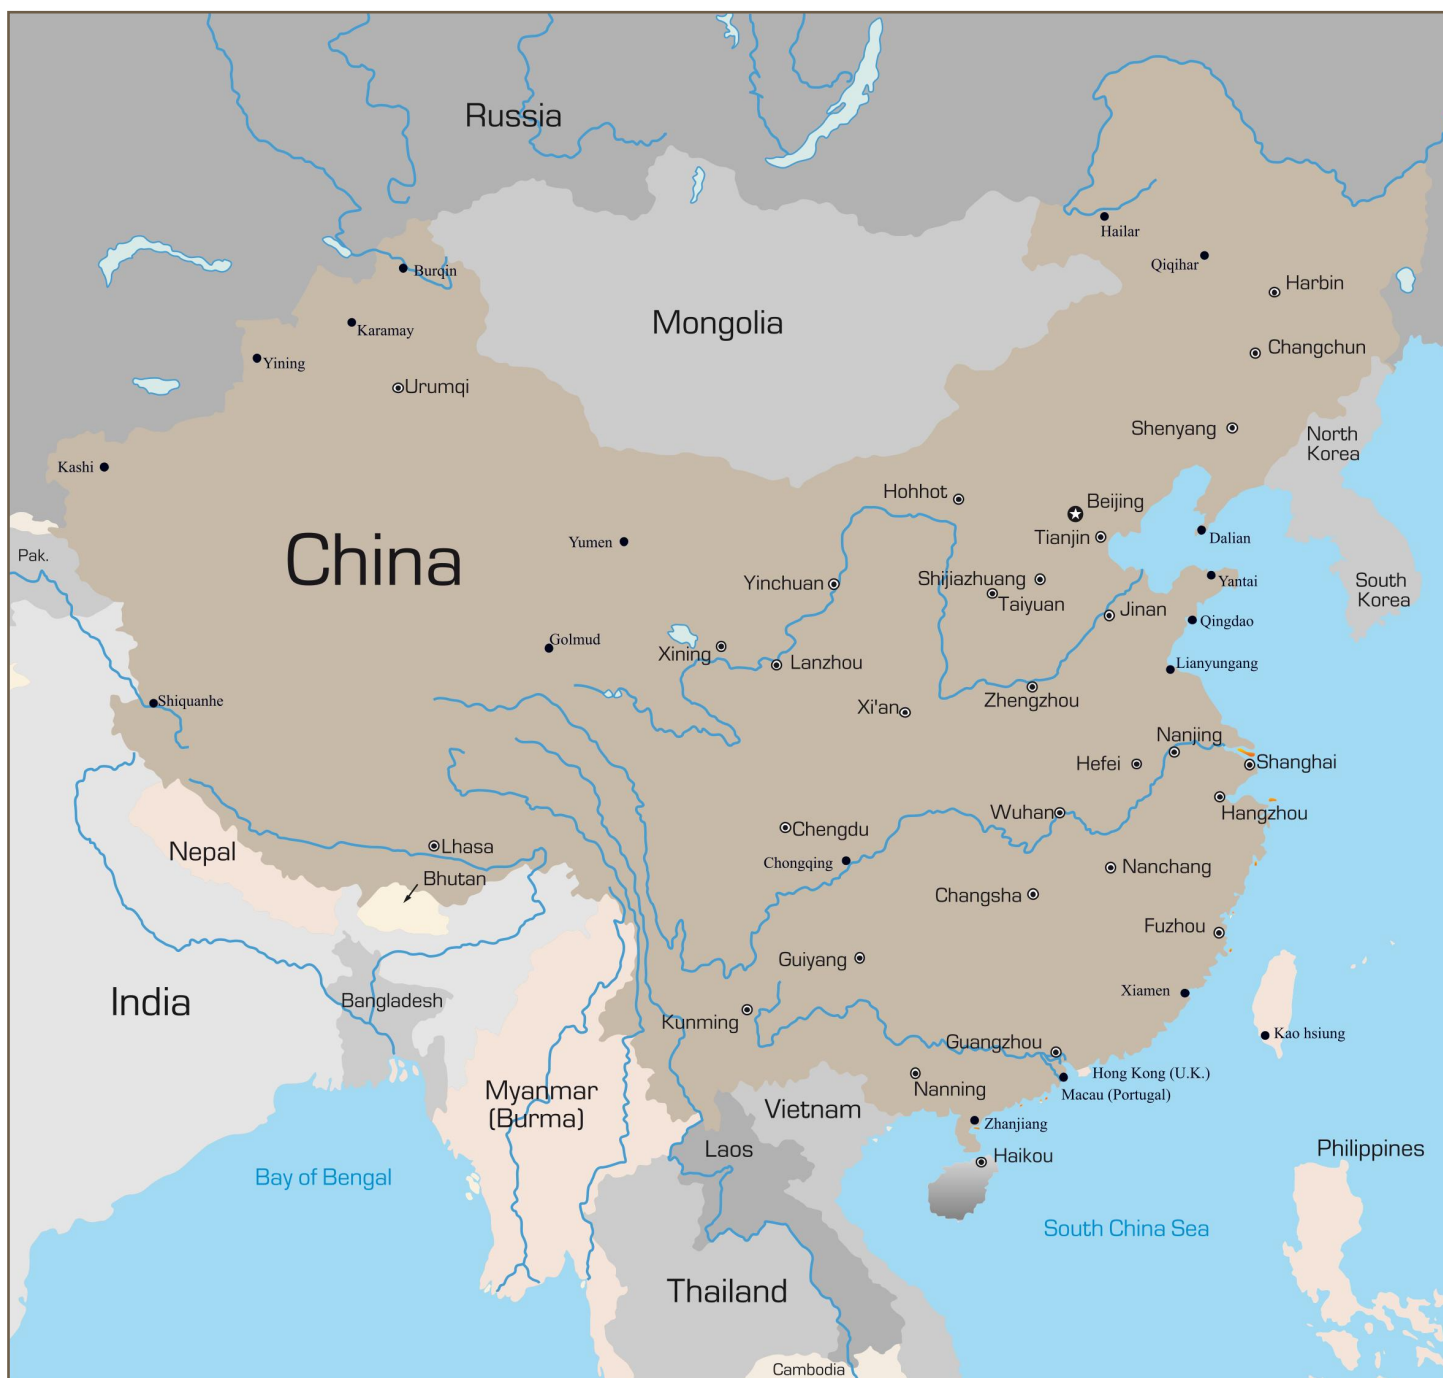 Russia
Hailar
Qiqihar
Burqin
Harbin
Mongolia
Karamay
Changchun
Yining
Urumqi
Shenyang
North
Korea
Kashi
Hohhot
Beijing
China
Tianjin
Dalian
Yumen
Pak.
Yinchuan
Shijiazhuang
Yantai
South
Korea
Taiyuan
Jinan
Qingdao
Golmud
Xining
Lanzhou
Lianyungang
Shiquanhe
Zhengzhou
Xi'an
Nanjing
Hefei
Shanghai
Wuhan
Hangzhou
Chengdu
Nepal
Lhasa
Chongqing
Nanchang
Bhutan
Changsha
Fuzhou
Guiyang
India
Bangladesh
Xiamen
Kunming
Kao hsiung
Guangzhou
Hong Kong (U.K.)
Nanning
Macau (Portugal)
Myanmar
(Burma)
Vietnam
Zhanjiang
Laos
Haikou
Philippines
Bay of Bengal
South China Sea
Thailand
Cambodia